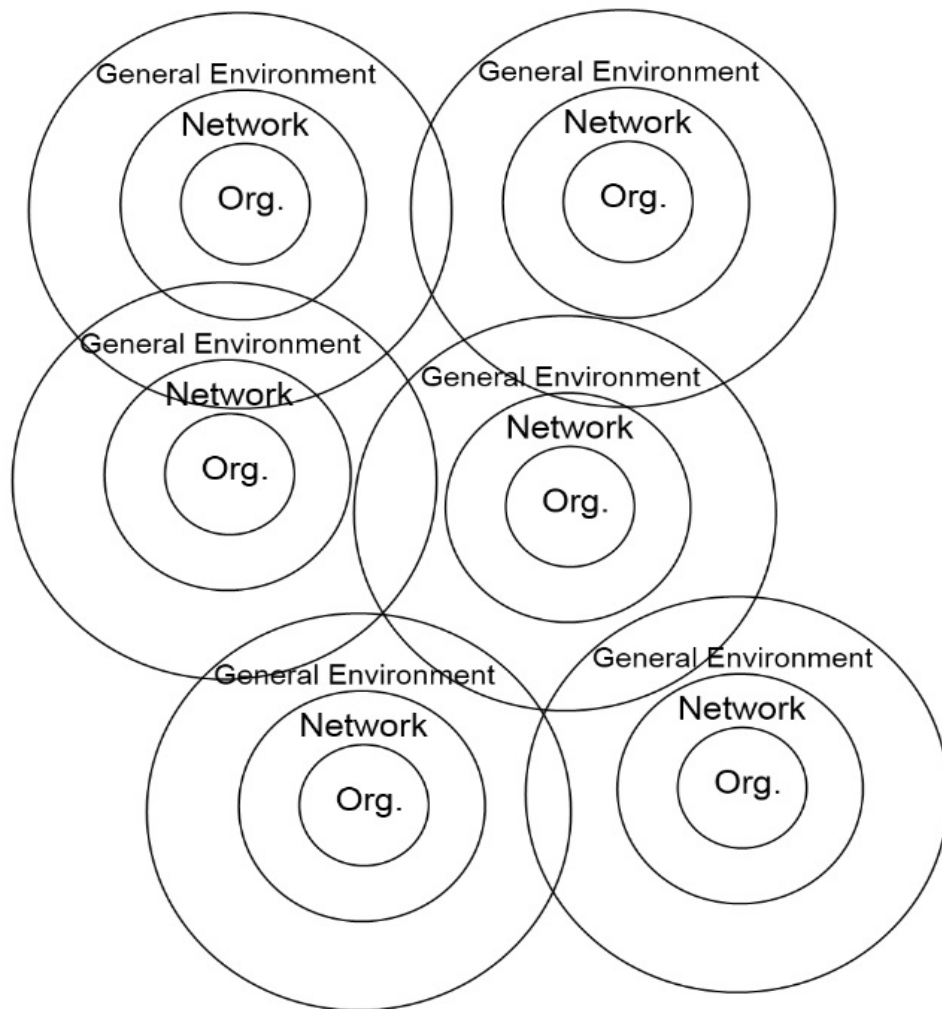 General Environment
Network
Org.
General Environment
Network
Org.
General Environment
Network
Org.
General Environment
Network
Org.
General Environment
Network
Org.
General Environment
Network
Org.